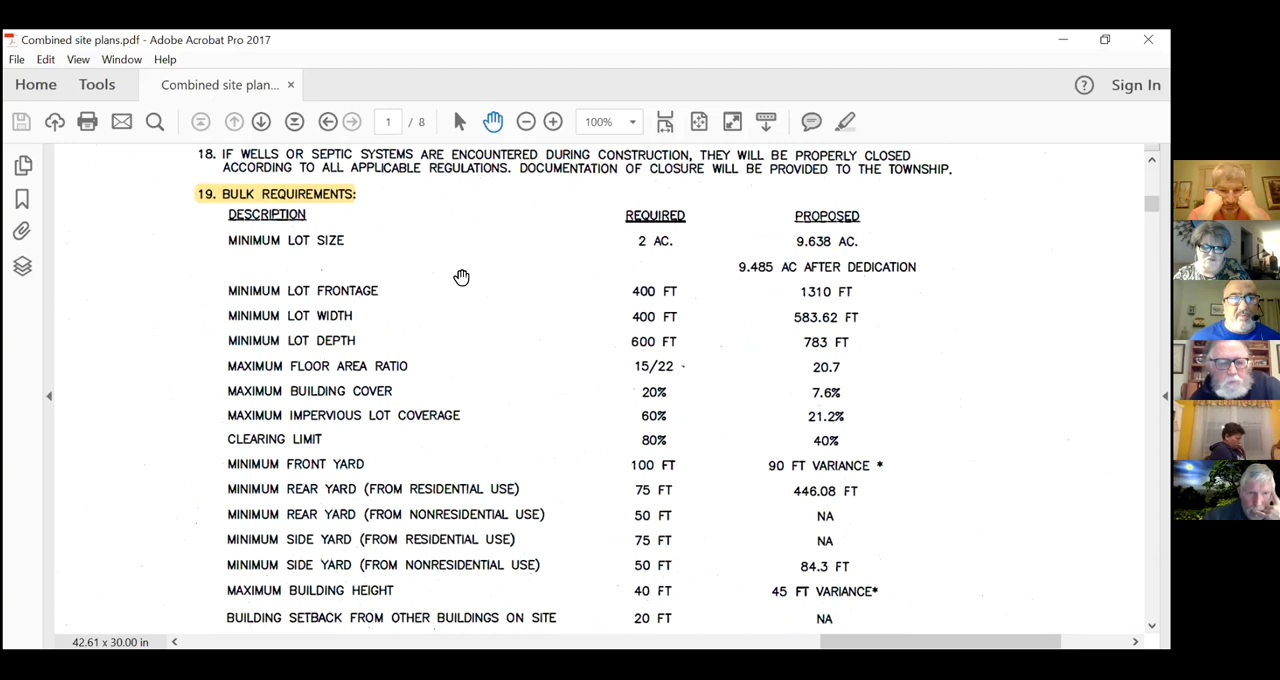 Combined site plans.pdf - Adobe Acrobat Pro 2017
File Edit View Window Help
Home Tools Combined site plan... × Sign In
1 / 8 100%
18. IF WELLS OR SEPTIC SYSTEMS ARE ENCOUNTERED DURING CONSTRUCTION, THEY WILL BE PROPERLY CLOSED
ACCORDING TO ALL APPLICABLE REGULATIONS. DOCUMENTATION OF CLOSURE WILL BE PROVIDED TO THE TOWNSHIP.
19. BULK REQUIREMENTS:
DESCRIPTION REQUIRED PROPOSED
MINIMUM LOT SIZE 2 AC. 9.638 AC.
9.485 AC AFTER DEDICATION
MINIMUM LOT FRONTAGE 400 FT 1310 FT
MINIMUM LOT WIDTH 400 FT 583.62 FT
MINIMUM LOT DEPTH 600 FT 783 FT
MAXIMUM FLOOR AREA RATIO 15/22 20.7
MAXIMUM BUILDING COVER 20% 7.6%
MAXIMUM IMPERVIOUS LOT COVERAGE 60% 21.2%
CLEARING LIMIT 80% 40%
MINIMUM FRONT YARD 100 FT 90 FT VARIANCE *
MINIMUM REAR YARD (FROM RESIDENTIAL USE) 75 FT 446.08 FT
MINIMUM REAR YARD (FROM NONRESIDENTIAL USE) 50 FT NA
MINIMUM SIDE YARD (FROM RESIDENTIAL USE) 75 FT NA
MINIMUM SIDE YARD (FROM NONRESIDENTIAL USE) 50 FT 84.3 FT
MAXIMUM BUILDING HEIGHT 40 FT 45 FT VARIANCE*
BUILDING SETBACK FROM OTHER BUILDINGS ON SITE 20 FT NA
42.61 x 30.00 in